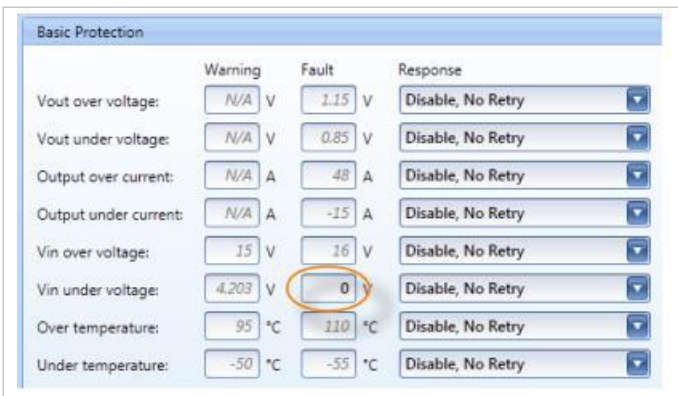 Basic Protection
Warning Fault Response
Vout over voltage: N/A V 1.15 V Disable, No Retry
Vout under voltage: N/A V 0.85 V Disable, No Retry
Output over current: N/A A 48 A Disable, No Retry
Output under current: N/A A -15 A Disable, No Retry
Vin over voltage: 15 V 16 V Disable, No Retry
Vin under voltage: 4.203 V 0 V Disable, No Retry
Over temperature: 95 °C 110 °C Disable, No Retry
Under temperature: -50 °C -55 °C Disable, No Retry